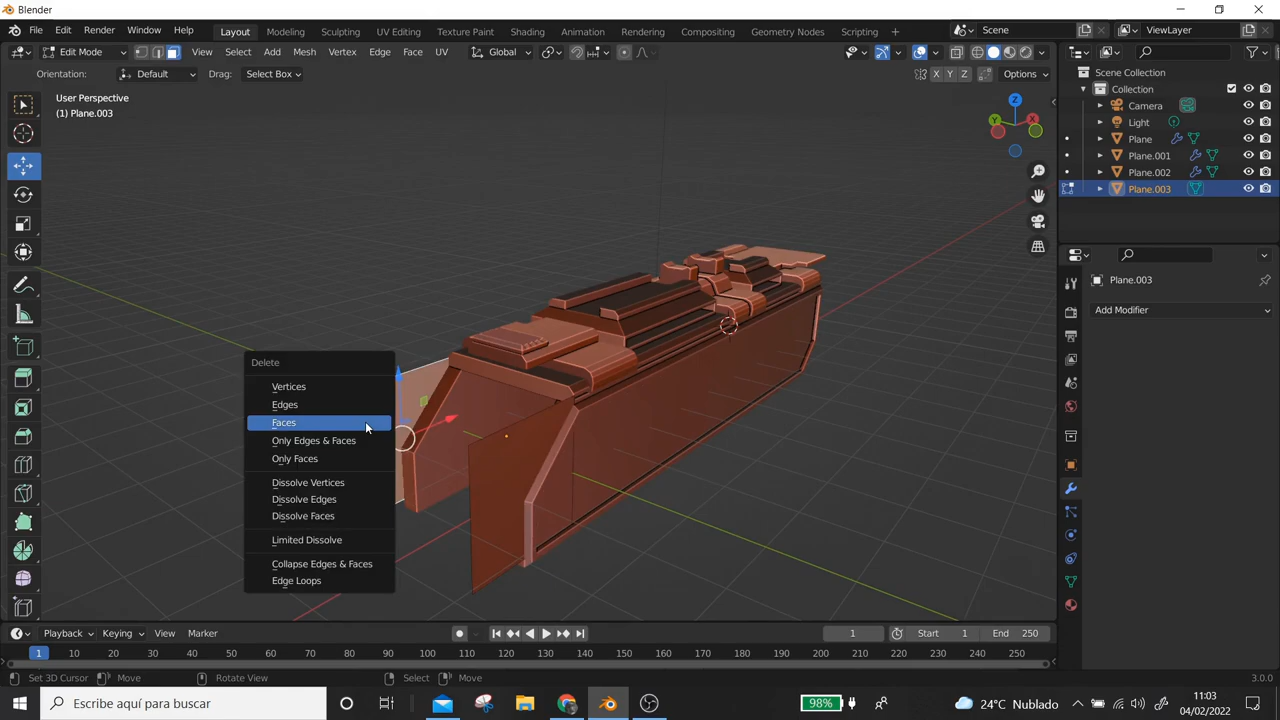 Blender
File Edit Render Window Help Layout Modeling Sculpting UV Editing Texture Paint Shading Animation Rendering Compositing Geometry Nodes Scripting Scene ViewLayer
Edit Mode View Select Add Mesh Vertex Edge Face UV Global
Orientation: Default Drag: Select Box X Y Z Options
User Perspective
(1) Plane.003
Z
Y
X
Scene Collection
Collection
Camera
Light
Plane
Plane.001
Plane.002
Plane.003
Plane.003
Add Modifier
Delete
Vertices
Edges
Faces
Only Edges & Faces
Only Faces
Dissolve Vertices
Dissolve Edges
Dissolve Faces
Limited Dissolve
Collapse Edges & Faces
Edge Loops
Playback Keying View Marker 1 Start 1 End 250
1 10 20 30 40 50 60 70 80 90 100 110 120 130 140 150 160 170 180 190 200 210 220 230 240 250
Set 3D Cursor Move Rotate View Select Move 3.0.0
Escribe aquí para buscar 98% 24°C Nublado 11:03
04/02/2022